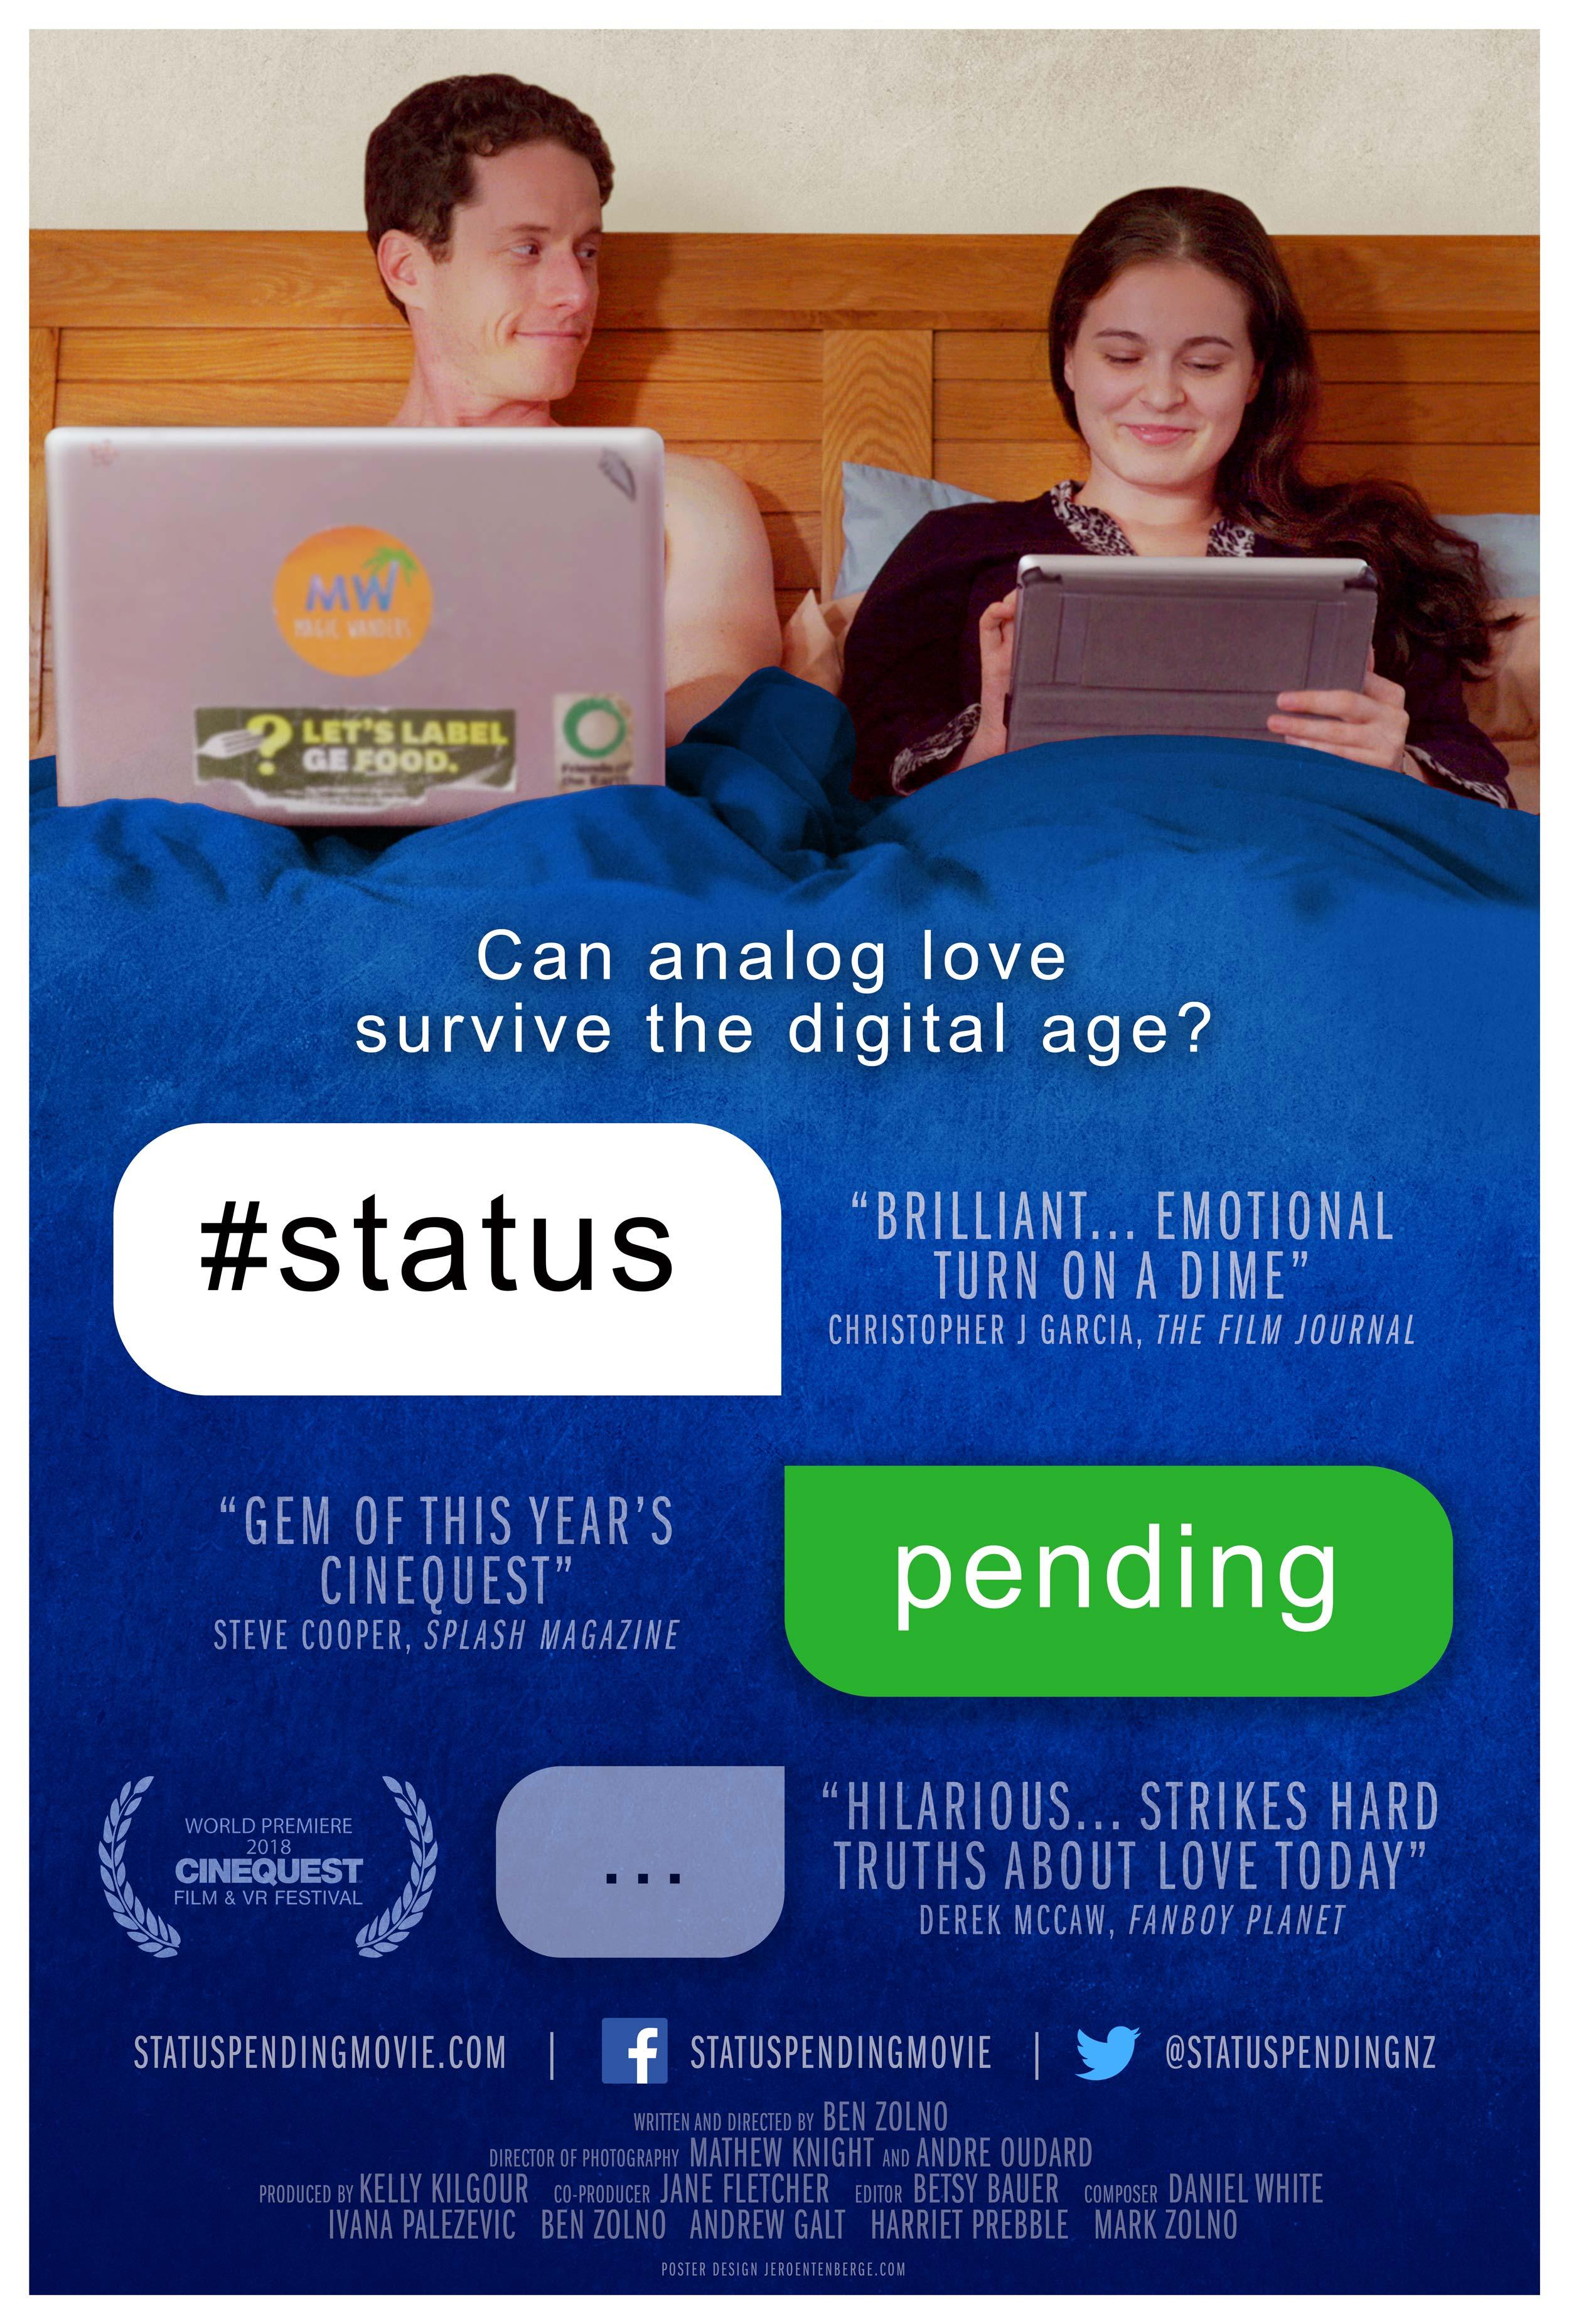 MW
MAGIC WANDERS
? LET'S LABEL
GE FOOD.
Friends of
the Earth
Can analog love
survive the digital age?
#status
“BRILLIANT... EMOTIONAL
TURN ON A DIME”
CHRISTOPHER J GARCIA, THE FILM JOURNAL
“GEM OF THIS YEAR’S
CINEQUEST”
STEVE COOPER, SPLASH MAGAZINE
pending
WORLD PREMIERE
2018
CINEQUEST
FILM & VR FESTIVAL
...
“HILARIOUS... STRIKES HARD
TRUTHS ABOUT LOVE TODAY”
DEREK MCCAW, FANBOY PLANET
STATUSPENDINGMOVIE.COM | f STATUSPENDINGMOVIE | @STATUSPENDINGNZ
WRITTEN AND DIRECTED BY BEN ZOLNO
DIRECTOR OF PHOTOGRAPHY MATHEW KNIGHT AND ANDRE OUDARD
PRODUCED BY KELLY KILGOUR CO-PRODUCER JANE FLETCHER EDITOR BETSY BAUER COMPOSER DANIEL WHITE
IVANA PALEZEVIC BEN ZOLNO ANDREW GALT HARRIET PREBBLE MARK ZOLNO
POSTER DESIGN JEROENTENBERGE.COM